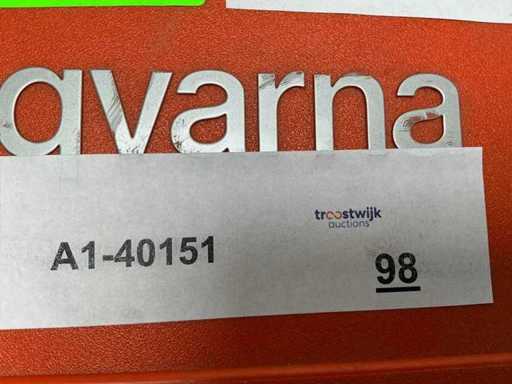 qvarna
troostwijk
auctions
A1-40151
98